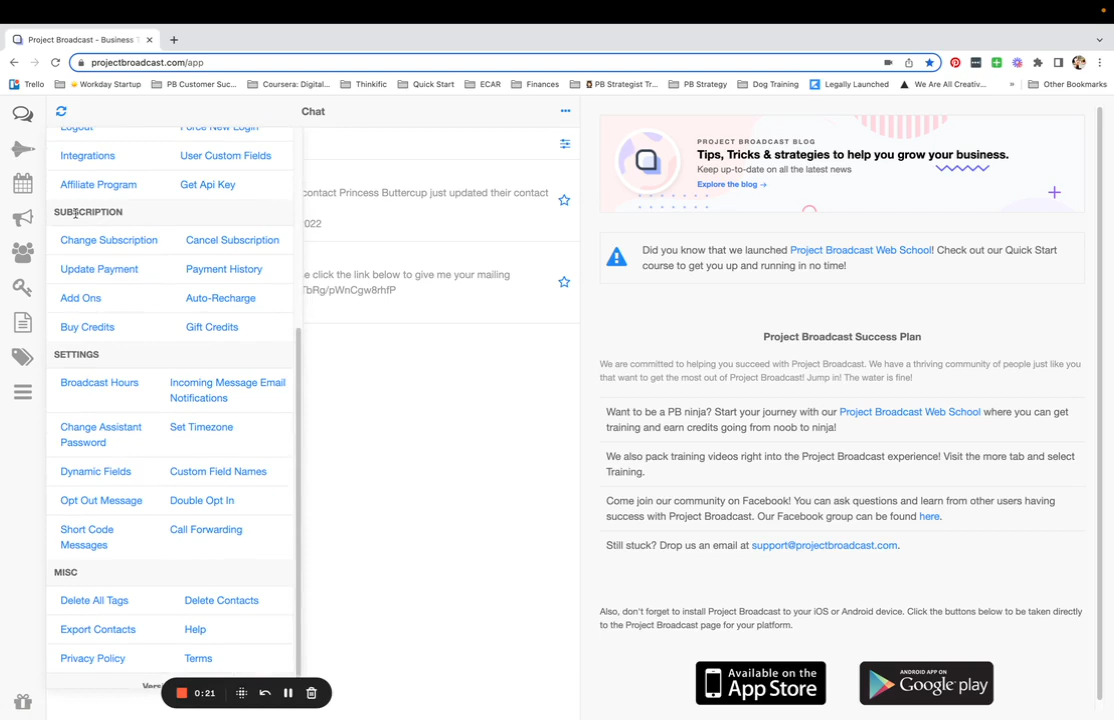 Project Broadcast - Business T
projectbroadcast.com/app
Trello
Workday Startup
PB Customer Suc...
Coursera: Digital...
Thinkific
Quick Start
ECAR
Finances
PB Strategist Tr...
PB Strategy
Dog Training
Legally Launched
We Are All Creativ...
»
Other Bookmarks
Chat
Logout Force New Login
Integrations User Custom Fields
Affiliate Program Get Api Key
SUBSCRIPTION
Change Subscription Cancel Subscription
Update Payment Payment History
Add Ons Auto-Recharge
Buy Credits Gift Credits
SETTINGS
Broadcast Hours Incoming Message Email
Notifications
Change Assistant Set Timezone
Password
Dynamic Fields Custom Field Names
Opt Out Message Double Opt In
Short Code Call Forwarding
Messages
MISC
Delete All Tags Delete Contacts
Export Contacts Help
Privacy Policy Terms
0:21
contact Princess Buttercup just updated their contact
022
e click the link below to give me your mailing
TbRg/pWnCgw8rhfP
PROJECT BROADCAST BLOG
Tips, Tricks & strategies to help you grow your business.
Keep up-to-date on all the latest news
Explore the blog →
Did you know that we launched Project Broadcast Web School! Check out our Quick Start
course to get you up and running in no time!
Project Broadcast Success Plan
We are committed to helping you succeed with Project Broadcast. We have a thriving community of people just like you
that want to get the most out of Project Broadcast! Jump in! The water is fine!
Want to be a PB ninja? Start your journey with our Project Broadcast Web School where you can get
training and earn credits going from noob to ninja!
We also pack training videos right into the Project Broadcast experience! Visit the more tab and select
Training.
Come join our community on Facebook! You can ask questions and learn from other users having
success with Project Broadcast. Our Facebook group can be found here.
Still stuck? Drop us an email at support@projectbroadcast.com.
Also, don't forget to install Project Broadcast to your iOS or Android device. Click the buttons below to be taken directly
to the Project Broadcast page for your platform.
Available on the
App Store
ANDROID APP ON
Google play